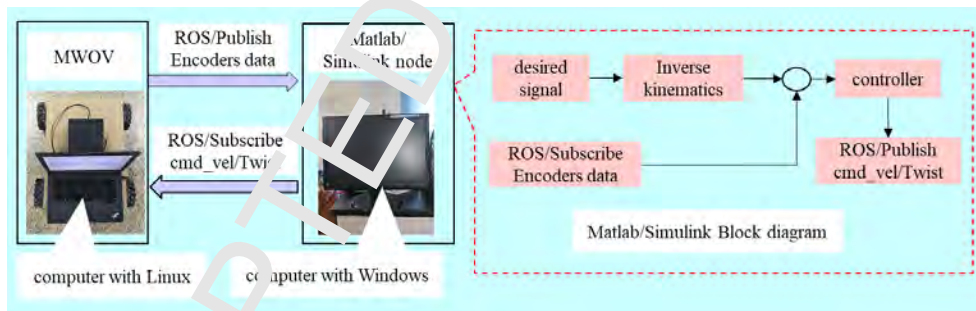 MWOV
ROS/Publish
Encoders data
Matlab/
Simulink node
ROS/Subscribe
cmd_vel/Twist
computer with Linux
computer with Windows
desired
signal
Inverse
kinematics
controller
ROS/Subscribe
Encoders data
ROS/Publish
cmd_vel/Twist
Matlab/Simulink Block diagram
PTED